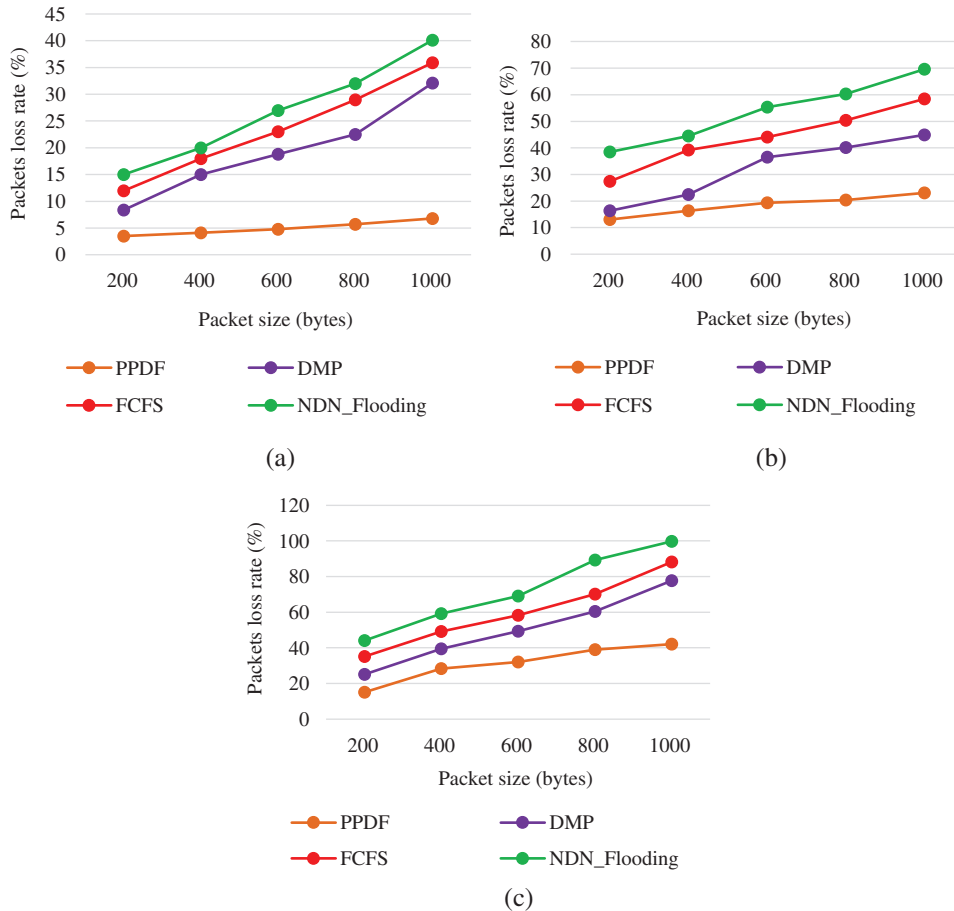 Packets loss rate (%)
45
40
35
30
25
20
15
10
5
0
200 400 600 800 1000
Packet size (bytes)
PPDF DMP
FCFS NDN_Flooding
(a)
Packets loss rate (%)
80
70
60
50
40
30
20
10
0
200 400 600 800 1000
Packet size (bytes)
PPDF DMP
FCFS NDN_Flooding
(b)
Packets loss rate (%)
120
100
80
60
40
20
0
200 400 600 800 1000
Packet size (bytes)
PPDF DMP
FCFS NDN_Flooding
(c)